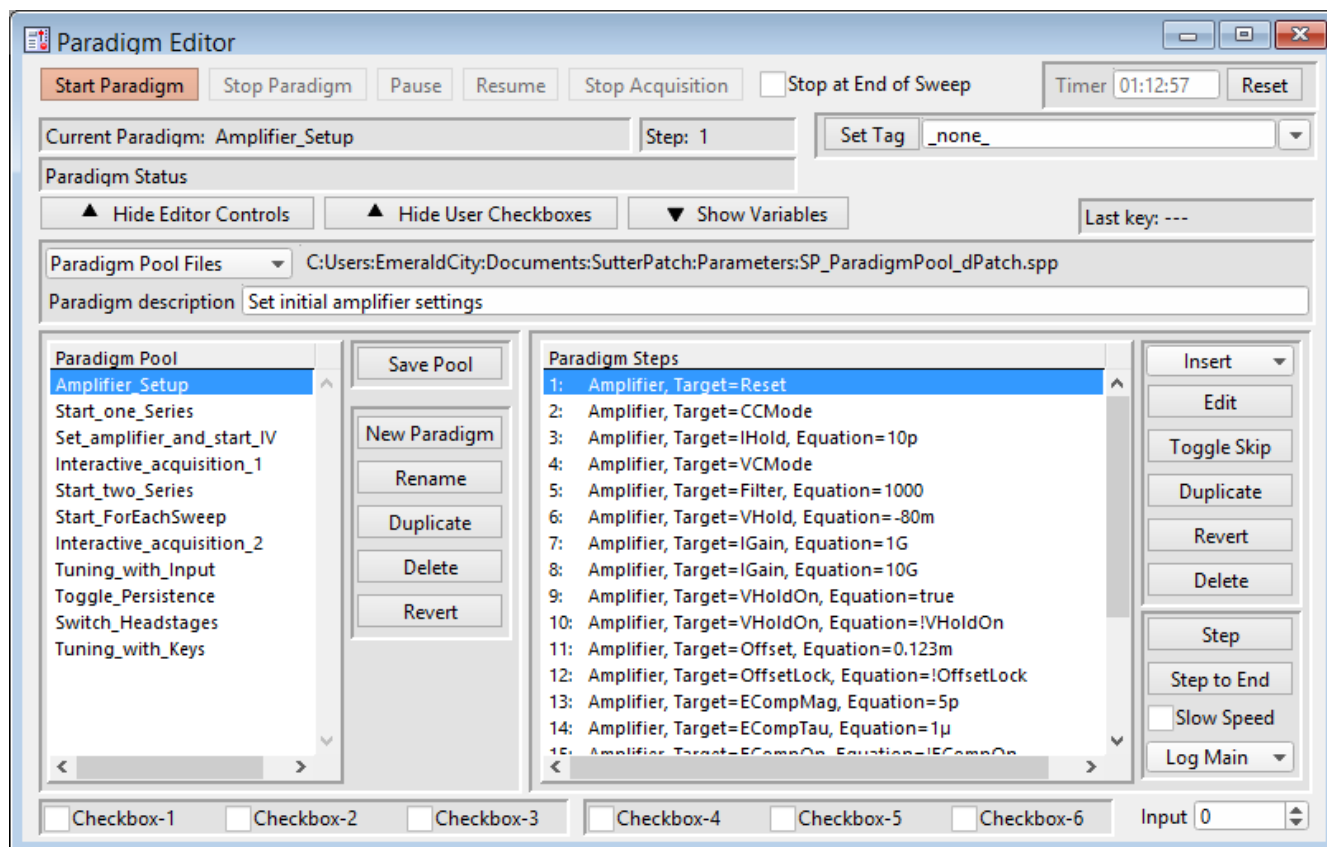 Paradigm Editor
Start Paradigm Stop Paradigm Pause Resume Stop Acquisition Stop at End of Sweep Timer 01:12:57 Reset
Current Paradigm: Amplifier_Setup Step: 1 Set Tag _none_
Paradigm Status
Hide Editor Controls Hide User Checkboxes Show Variables Last key: ---
Paradigm Pool Files C:Users:EmeraldCity:Documents:SutterPatch:Parameters:SP_ParadigmPool_dPatch.spp
Paradigm description Set initial amplifier settings
Paradigm Pool
Amplifier_Setup
Start_one_Series
Set_amplifier_and_start_IV
Interactive_acquisition_1
Start_two_Series
Start_ForEachSweep
Interactive_acquisition_2
Tuning_with_Input
Toggle_Persistence
Switch_Headstages
Tuning_with_Keys
Save Pool
New Paradigm
Rename
Duplicate
Delete
Revert
Paradigm Steps
1: Amplifier, Target=Reset
2: Amplifier, Target=CCMode
3: Amplifier, Target=IHold, Equation=10p
4: Amplifier, Target=VCMode
5: Amplifier, Target=Filter, Equation=1000
6: Amplifier, Target=VHold, Equation=-80m
7: Amplifier, Target=IGain, Equation=1G
8: Amplifier, Target=IGain, Equation=10G
9: Amplifier, Target=VHoldOn, Equation=true
10: Amplifier, Target=VHoldOn, Equation=!VHoldOn
11: Amplifier, Target=Offset, Equation=0.123m
12: Amplifier, Target=OffsetLock, Equation=!OffsetLock
13: Amplifier, Target=ECompMag, Equation=5p
14: Amplifier, Target=ECompTau, Equation=1µ
15: Amplifier, Target=ECompOn, Equation=!ECompOn
Insert
Edit
Toggle Skip
Duplicate
Revert
Delete
Step
Step to End
Slow Speed
Log Main
Checkbox-1 Checkbox-2 Checkbox-3 Checkbox-4 Checkbox-5 Checkbox-6 Input 0